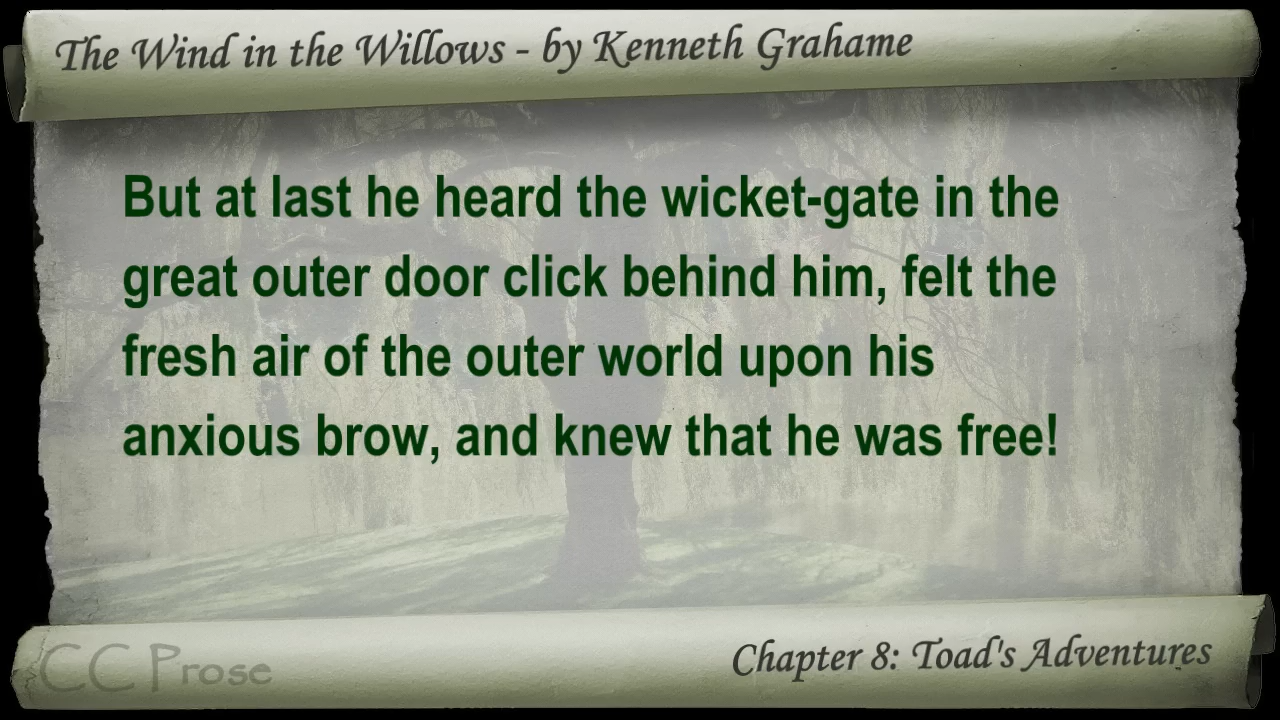 The Wind in the Willows - by Kenneth Grahame
But at last he heard the wicket-gate in the
great outer door click behind him, felt the
fresh air of the outer world upon his
anxious brow, and knew that he was free!
CC Prose
Chapter 8: Toad's Adventures